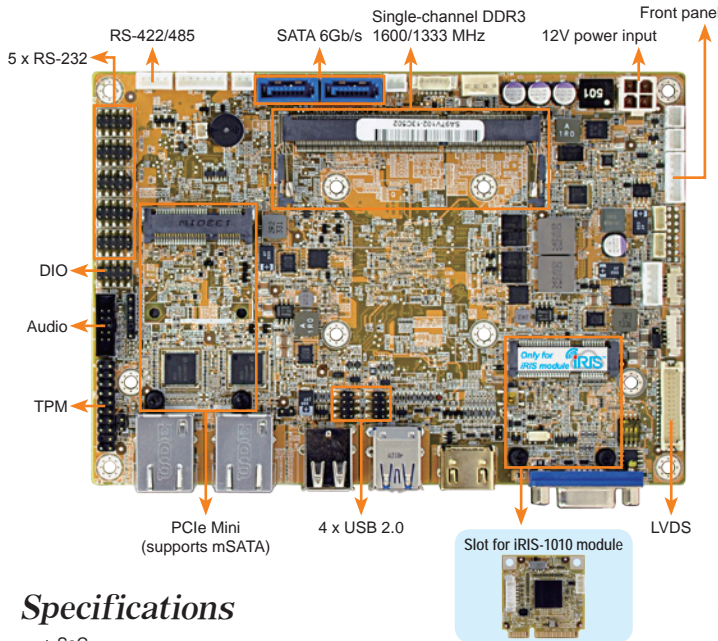 Single-channel DDR3
1600/1333 MHz
Front panel
RS-422/485
SATA 6Gb/s
12V power input
5 x RS-232
501
DIO
Audio
TPM
Only for
iRIS module
iRIS
PCIe Mini
(supports mSATA)
4 x USB 2.0
LVDS
Slot for iRIS-1010 module
Specifications